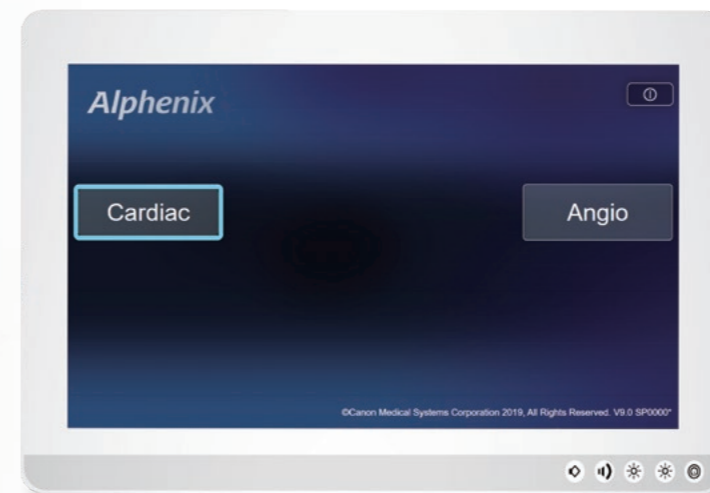 Alphenix
Cardiac
Angio
©Canon Medical Systems Corporation 2019, All Rights Reserved. V9.0 SP0000*